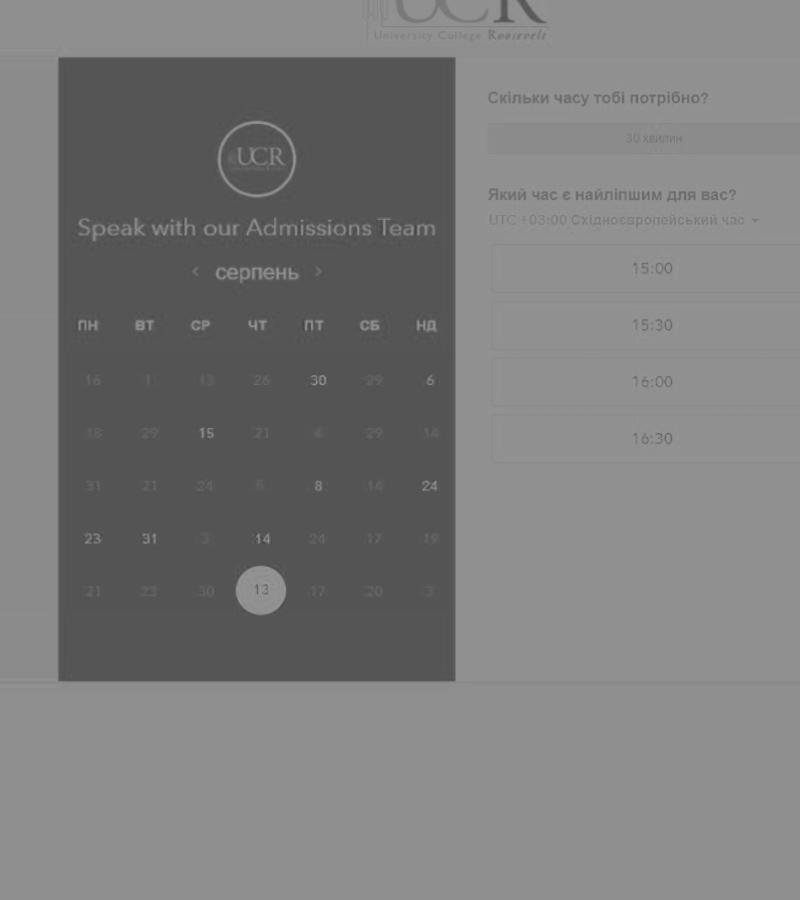 UCR
University College Roosevelt
UCR
Speak with our Admissions Team
< серпень >
ПН ВТ СР ЧТ ПТ СБ НД
16 1 13 26 30 29 6
18 29 15 21 4 29 14
31 21 24 8 14 24
23 31 3 14 24 17 19
21 23 30 13 17 20 3
Скільки часу тобі потрібно?
30 хвилин
Який час є найліпшим для вас?
UTC +03:00 Східноєвропейський час
15:00
15:30
16:00
16:30